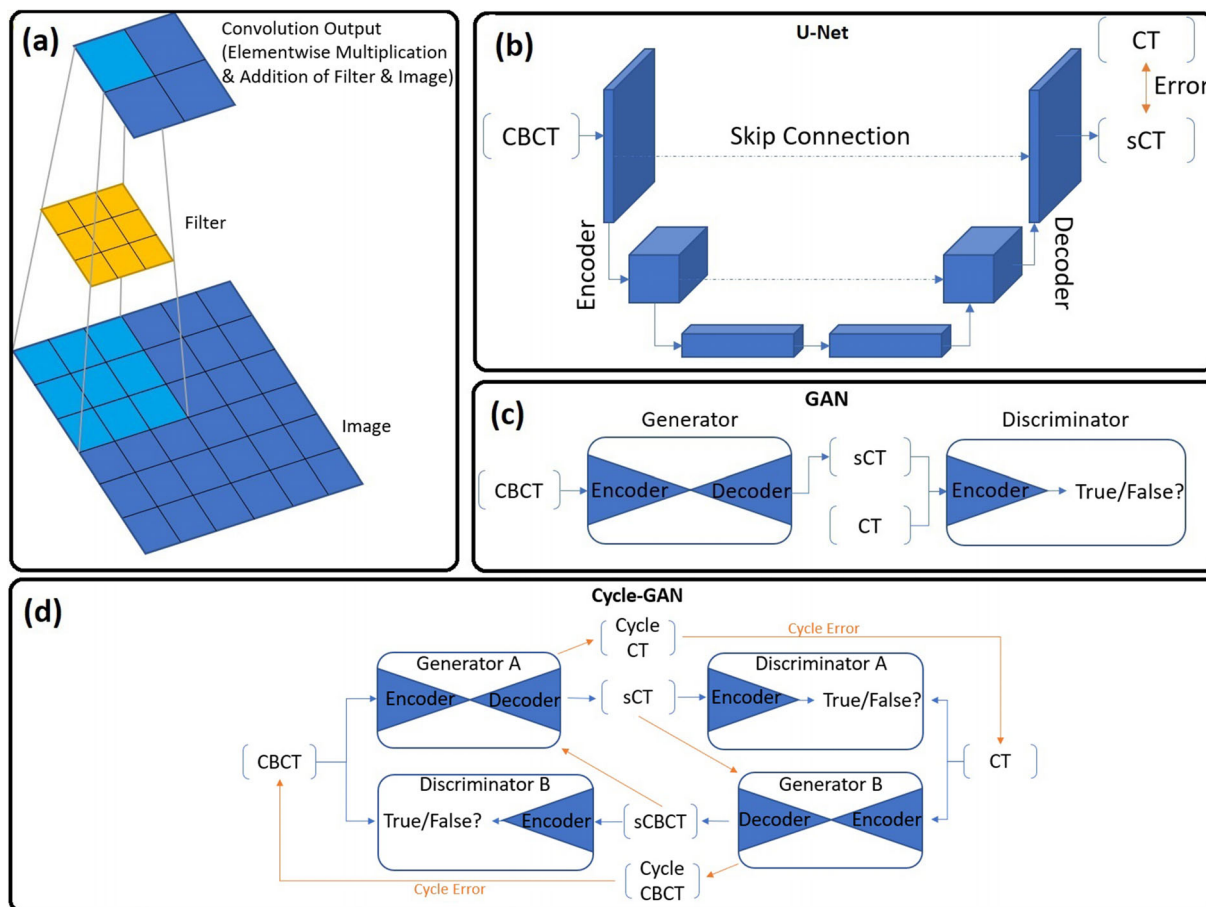 (a)
Convolution Output
(Elementwise Multiplication
& Addition of Filter & Image)
Filter
Image
(b)
U-Net
CBCT
Skip Connection
CT
Error
sCT
Encoder
Decoder
(c)
GAN
Generator
Discriminator
CBCT
Encoder
Decoder
sCT
CT
Encoder
True/False?
(d)
Cycle-GAN
Cycle
CT
Cycle Error
Generator A
Encoder
Decoder
sCT
Discriminator A
Encoder
True/False?
CBCT
CT
Discriminator B
True/False?
Encoder
sCBCT
Generator B
Decoder
Encoder
Cycle
CBCT
Cycle Error